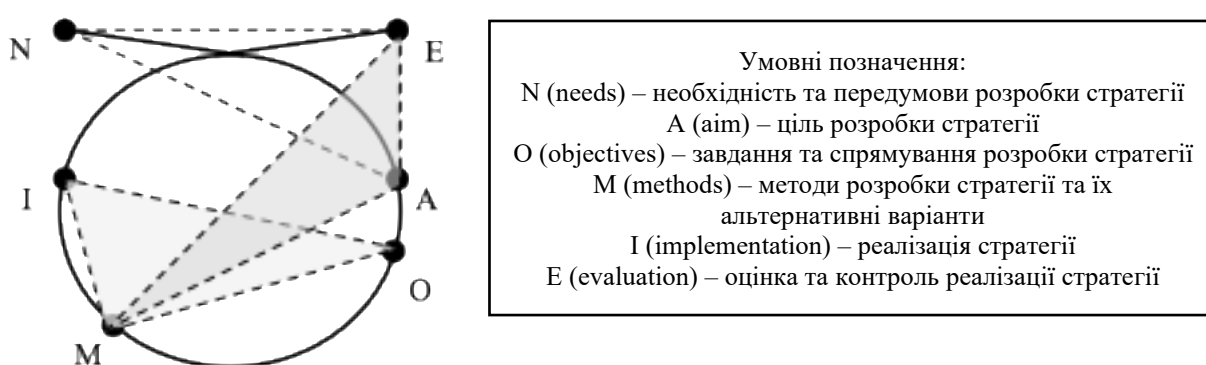 N
E
I
A
O
M
Умовні позначення:
N (needs) – необхідність та передумови розробки стратегії
A (aim) – ціль розробки стратегії
O (objectives) – завдання та спрямування розробки стратегії
M (methods) – методи розробки стратегії та їх
альтернативні варіанти
I (implementation) – реалізація стратегії
E (evaluation) – оцінка та контроль реалізації стратегії